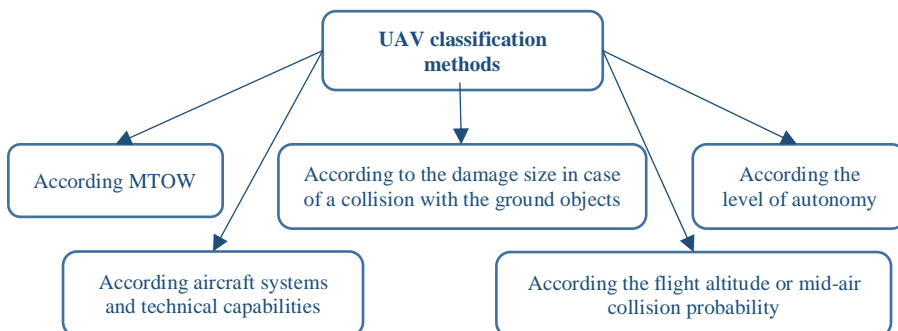 UAV classification
methods
According MTOW
According to the damage size in case
of a collision with the ground objects
According the
level of autonomy
According aircraft systems
and technical capabilities
According the flight altitude or mid-air
collision probability